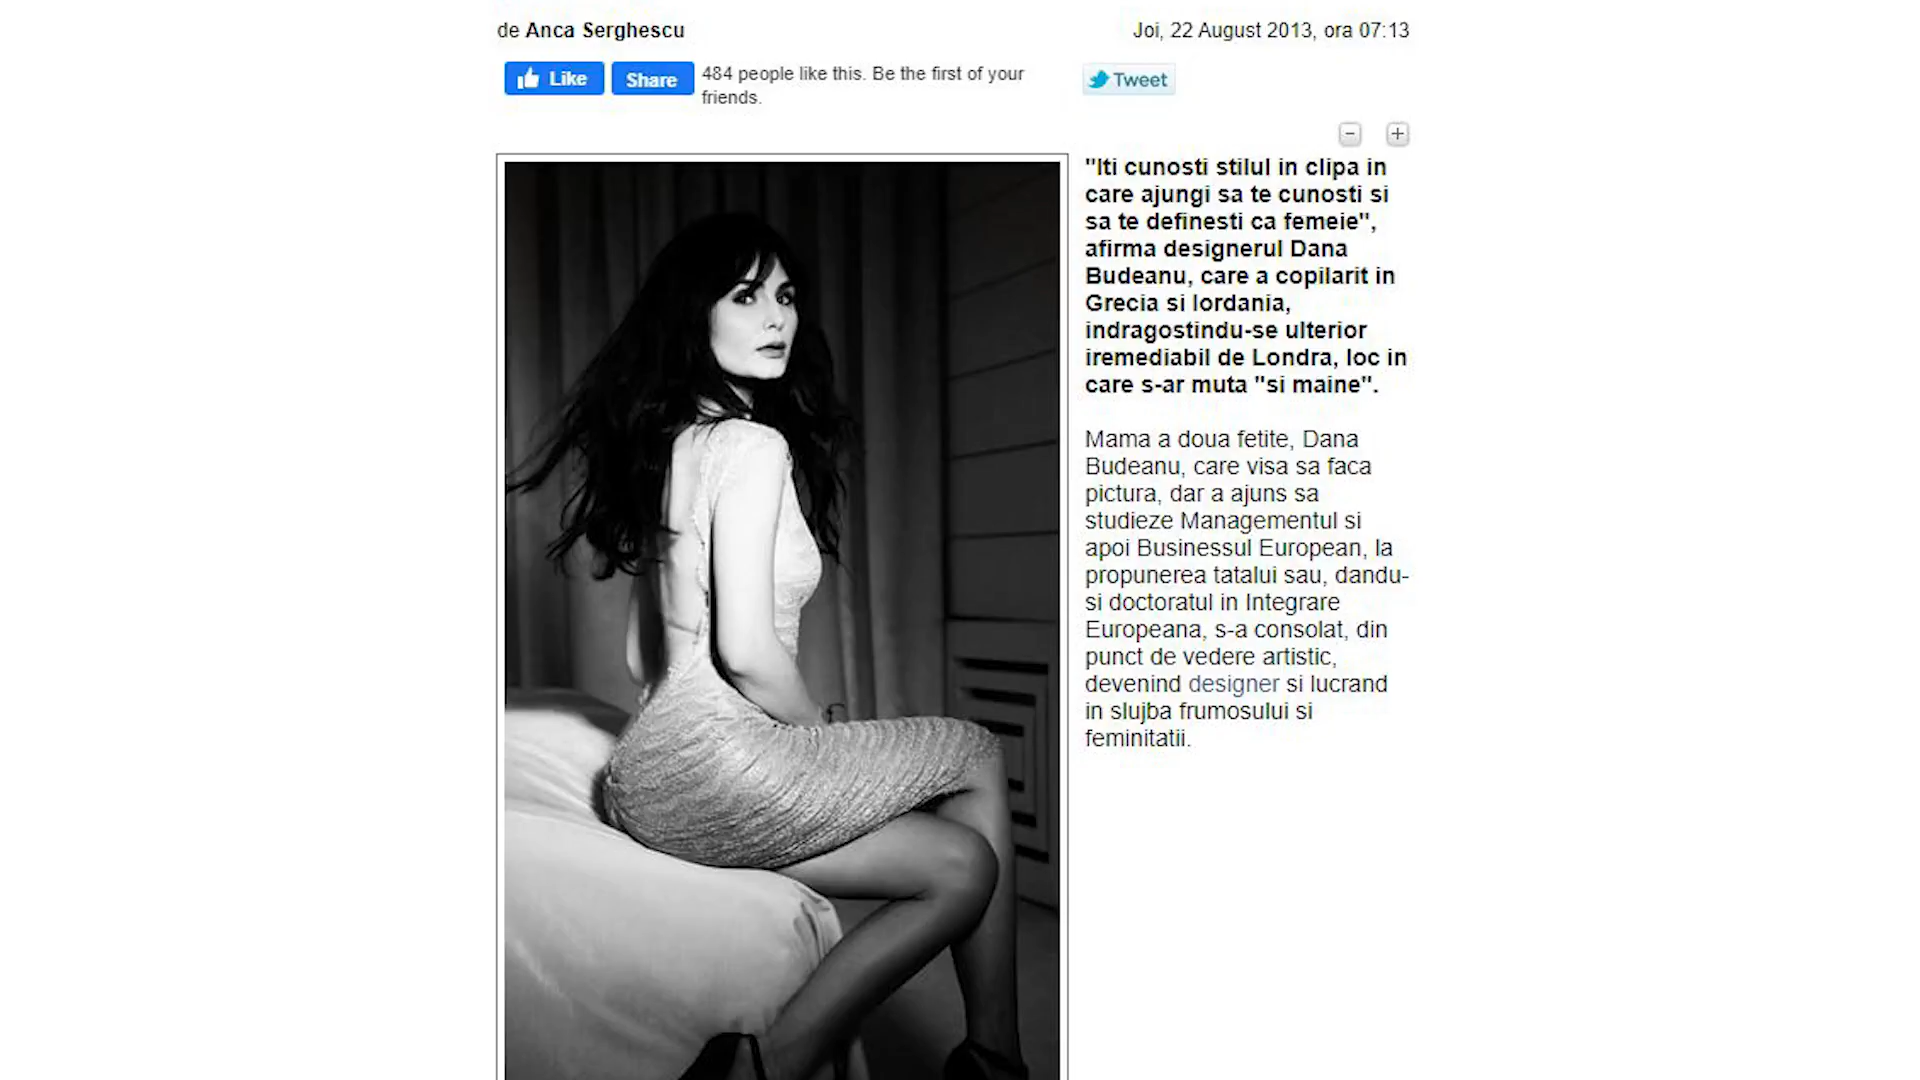 de Anca Serghescu
Joi, 22 August 2013, ora 07:13
Like
Share
484 people like this. Be the first of your
friends.
Tweet
"Iti cunosti stilul in clipa in
care ajungi sa te cunosti si
sa te definesti ca femeie",
afirma designerul Dana
Budeanu, care a copilarit in
Grecia si Iordania,
indragostindu-se ulterior
iremediabil de Londra, loc in
care s-ar muta "si maine".
Mama a doua fetite, Dana
Budeanu, care visa sa faca
pictura, dar a ajuns sa
studieze Managementul si
apoi Businessul European, la
propunerea tatalui sau, dandu-
si doctoratul in Integrare
Europeana, s-a consolat, din
punct de vedere artistic,
devenind designer si lucrand
in slujba frumosului si
feminitatii.